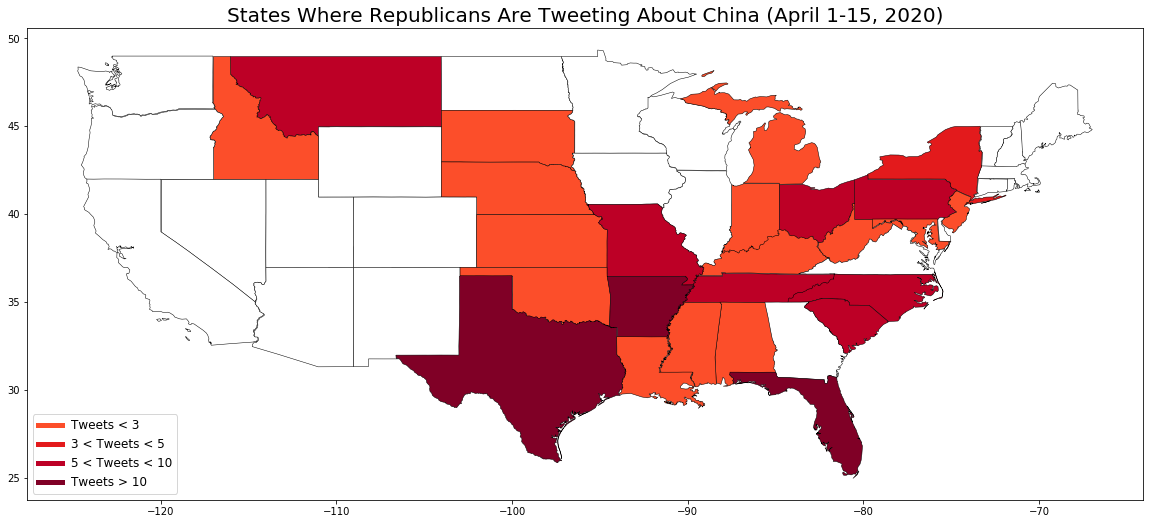 States Where Republicans Are Tweeting About China (April 1-15, 2020)
50
45
40
35
30
25
Tweets < 3
3 < Tweets < 5
5 < Tweets < 10
Tweets > 10
−120 −110 −100 −90 −80 −70